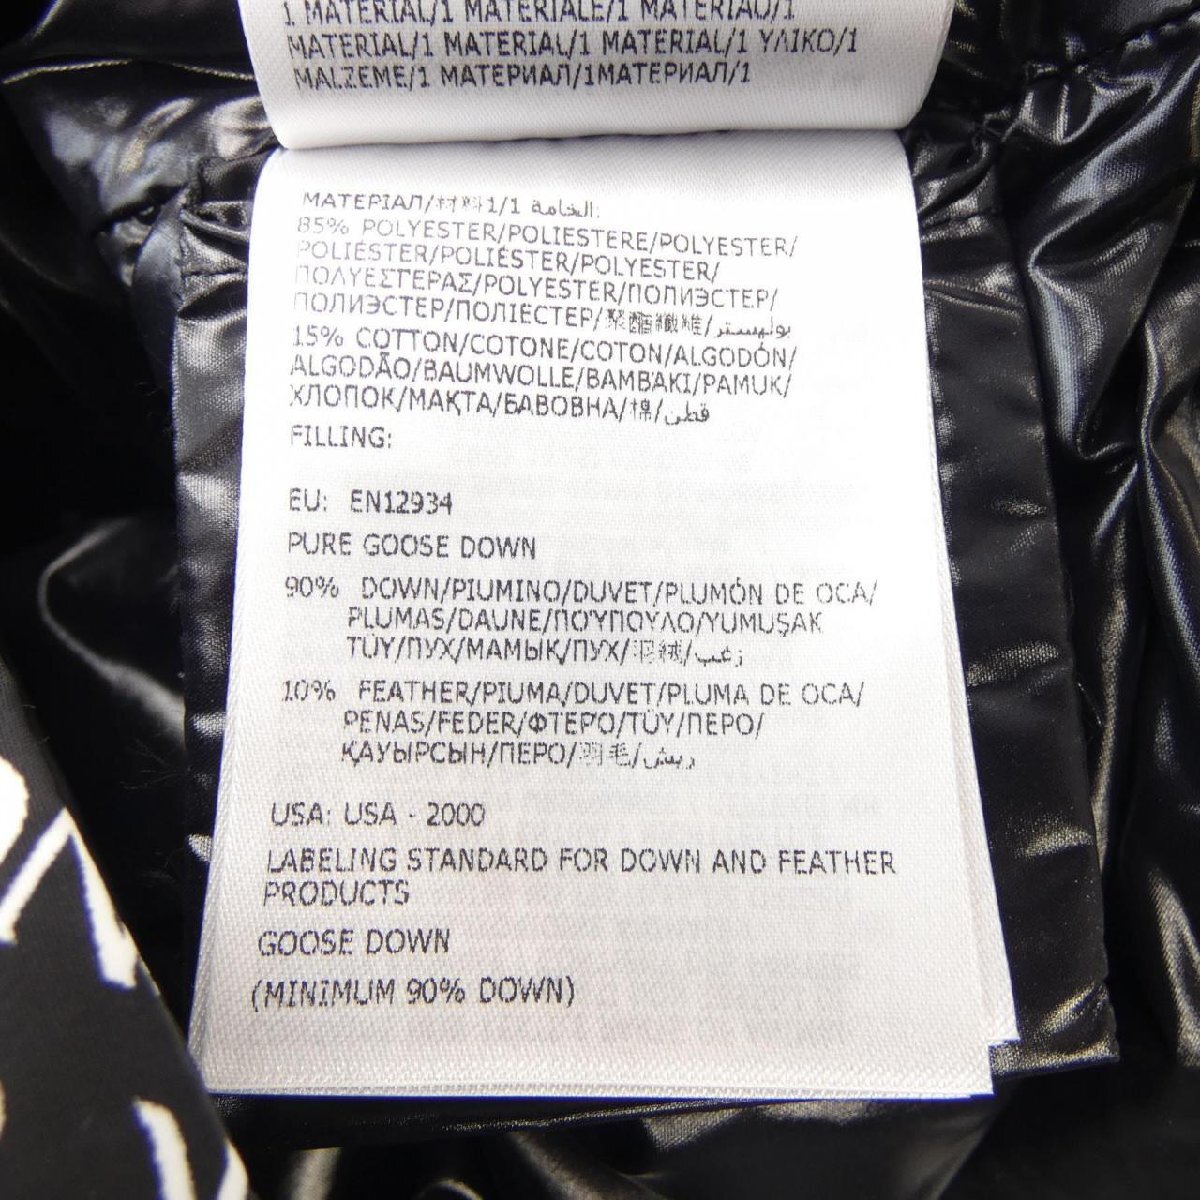 1 MATERIAL/1 MATERIALE/1 MATERIAU/1
MATERIAL/1 MATERIAL/1 MATERIAL/1 ΥΛΙΚΟ/1
MALZEME/1 МАТЕРИАЛ/1МАТЕРИАЛ/1
МАТЕРІАЛ/材料1/1 الخامة:
85% POLYESTER/POLIESTERE/POLYESTER/
POLIÉSTER/POLIÉSTER/POLYESTER/
ΠΟΛΥΕΣΤΕΡΑΣ/POLYESTER/ПОЛИЭСТЕР/
ПОЛИЭСТЕР/ПОЛІЕСТЕР/聚酯纖維/بوليستر
15% COTTON/COTONE/COTON/ALGODÓN/
ALGODÃO/BAUMWOLLE/BAMBAKI/PAMUK/
ХЛОПОК/МАҚТА/БАВОВНА/棉/قطن
FILLING:
EU: EN12934
PURE GOOSE DOWN
90% DOWN/PIUMINO/DUVET/PLUMÓN DE OCA/
PLUMAS/DAUNE/ΠΟΥΠΟΥΛΟ/YUMUŞAK
TÜY/ПУХ/МАМЫҚ/ПУХ/羽絨/زغب
10% FEATHER/PIUMA/DUVET/PLUMA DE OCA/
PENAS/FEDER/ΦΤΕΡΟ/TÜY/ПЕРО/
ҚАУЫРСЫН/ПЕРО/羽毛/ريش
USA: USA - 2000
LABELING STANDARD FOR DOWN AND FEATHER
PRODUCTS
GOOSE DOWN
(MINIMUM 90% DOWN)